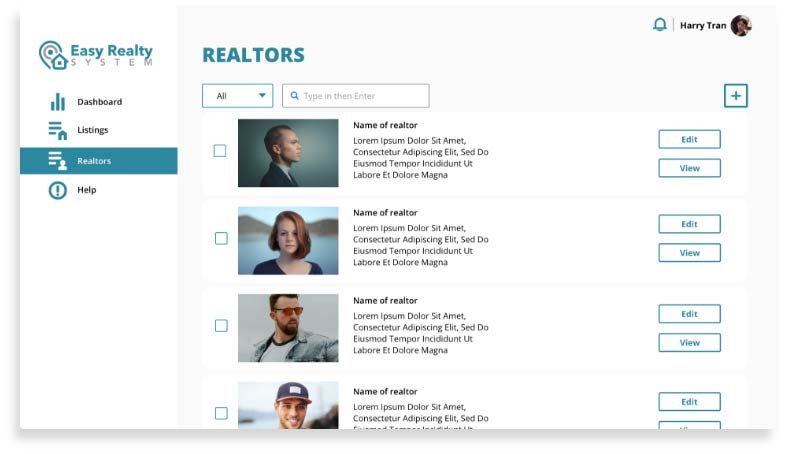 Harry Tran
Easy Realty
SYSTEM
REALTORS
All
Type in then Enter
Dashboard
Listings
Realtors
Help
Name of realtor
Lorem Ipsum Dolor Sit Amet,
Consectetur Adipiscing Elit, Sed Do
Eiusmod Tempor Incididunt Ut
Labore Et Dolore Magna
Edit
View
Name of realtor
Lorem Ipsum Dolor Sit Amet,
Consectetur Adipiscing Elit, Sed Do
Eiusmod Tempor Incididunt Ut
Labore Et Dolore Magna
Edit
View
Name of realtor
Lorem Ipsum Dolor Sit Amet,
Consectetur Adipiscing Elit, Sed Do
Eiusmod Tempor Incididunt Ut
Labore Et Dolore Magna
Edit
View
Name of realtor
Lorem Ipsum Dolor Sit Amet,
Consectetur Adipiscing Elit, Sed Do
Edit